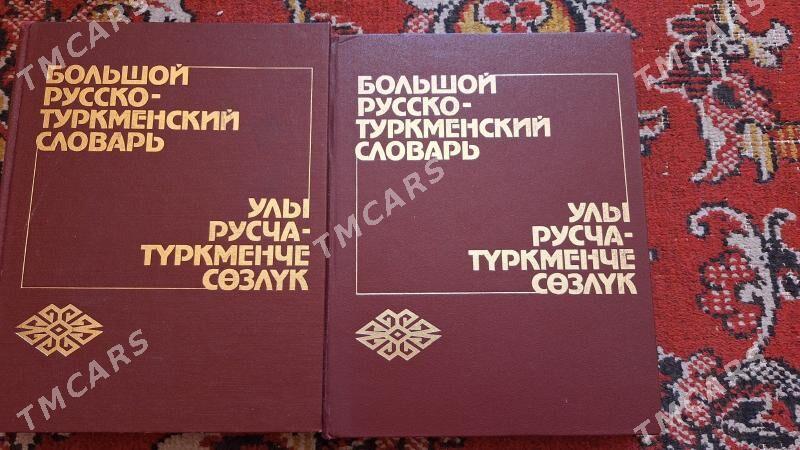 БОЛЬШОЙ
РУССКО-
ТУРКМЕНСКИЙ
СЛОВАРЬ
УЛЫ
РУСЧА-
ТҮРКМЕНЧЕ
СӨЗЛҮК
БОЛЬШОЙ
РУССКО-
ТУРКМЕНСКИЙ
СЛОВАРЬ
УЛЫ
РУСЧА-
ТҮРКМЕНЧЕ
СӨЗЛҮК
TMCARS
TMCARS
TMCARS
TMCARS
TMCARS
TMCARS
TMCARS